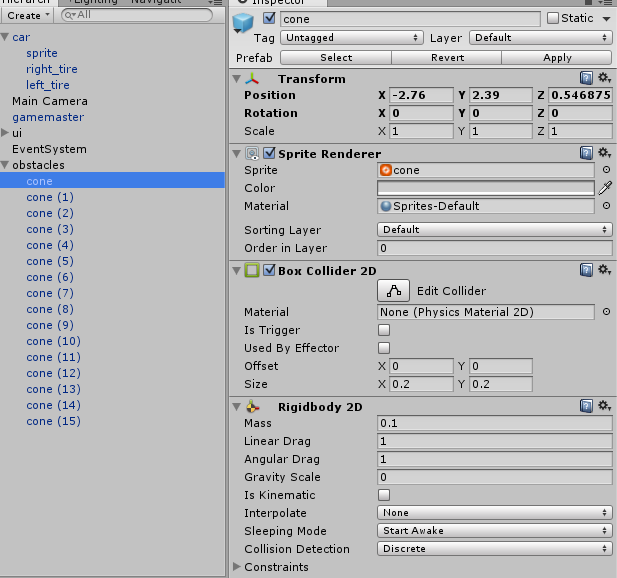 Hierarch Lighting Navigati
Create All
car
sprite
right_tire
left_tire
Main Camera
gamemaster
ui
EventSystem
obstacles
cone
cone (1)
cone (2)
cone (3)
cone (4)
cone (5)
cone (6)
cone (7)
cone (8)
cone (9)
cone (10)
cone (11)
cone (12)
cone (13)
cone (14)
cone (15)
Inspector
cone Static
Tag Untagged Layer Default
Prefab Select Revert Apply
Transform
Position X -2.76 Y 2.39 Z 0.546875
Rotation X 0 Y 0 Z 0
Scale X 1 Y 1 Z 1
Sprite Renderer
Sprite cone
Color
Material Sprites-Default
Sorting Layer Default
Order in Layer 0
Box Collider 2D
Edit Collider
Material None (Physics Material 2D)
Is Trigger
Used By Effector
Offset X 0 Y 0
Size X 0.2 Y 0.2
Rigidbody 2D
Mass 0.1
Linear Drag 1
Angular Drag 1
Gravity Scale 0
Is Kinematic
Interpolate None
Sleeping Mode Start Awake
Collision Detection Discrete
Constraints